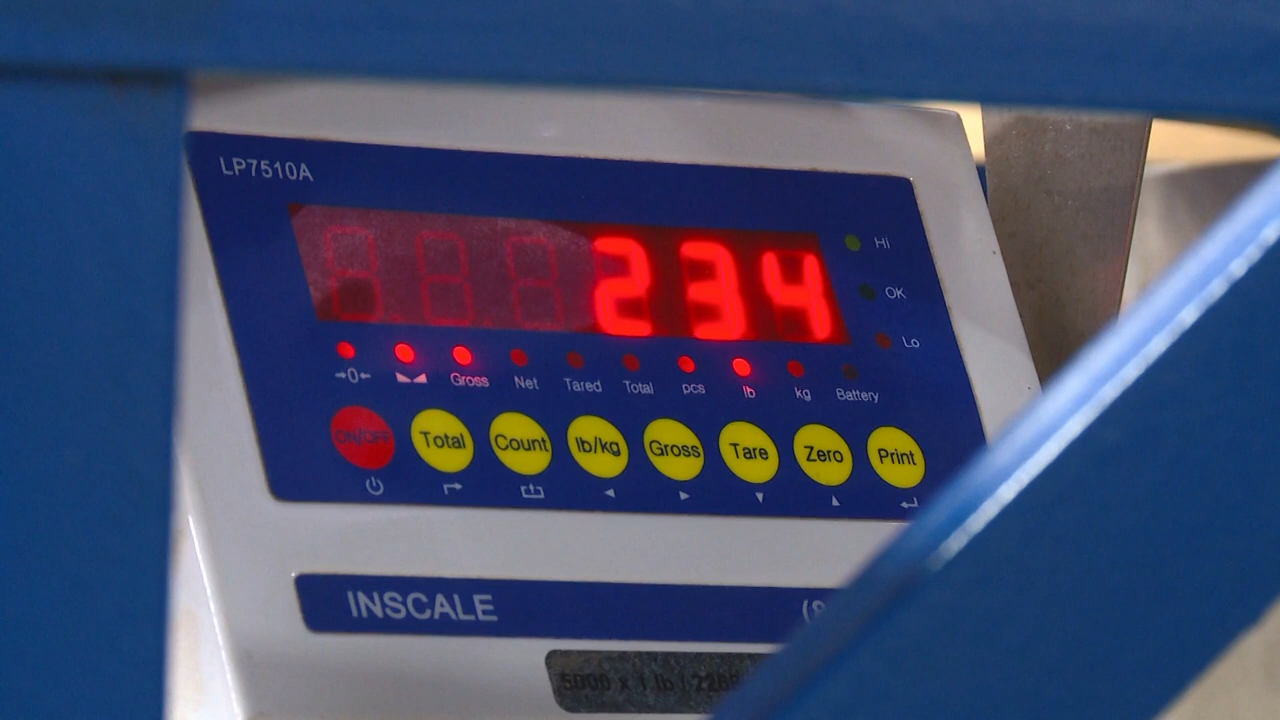 LP7510A
234
Hi
OK
Lo
→0← Gross Net Tared Total pcs lb kg Battery
ON/OFF Total Count lb/kg Gross Tare Zero Print
INSCALE
5000 x 1 lb